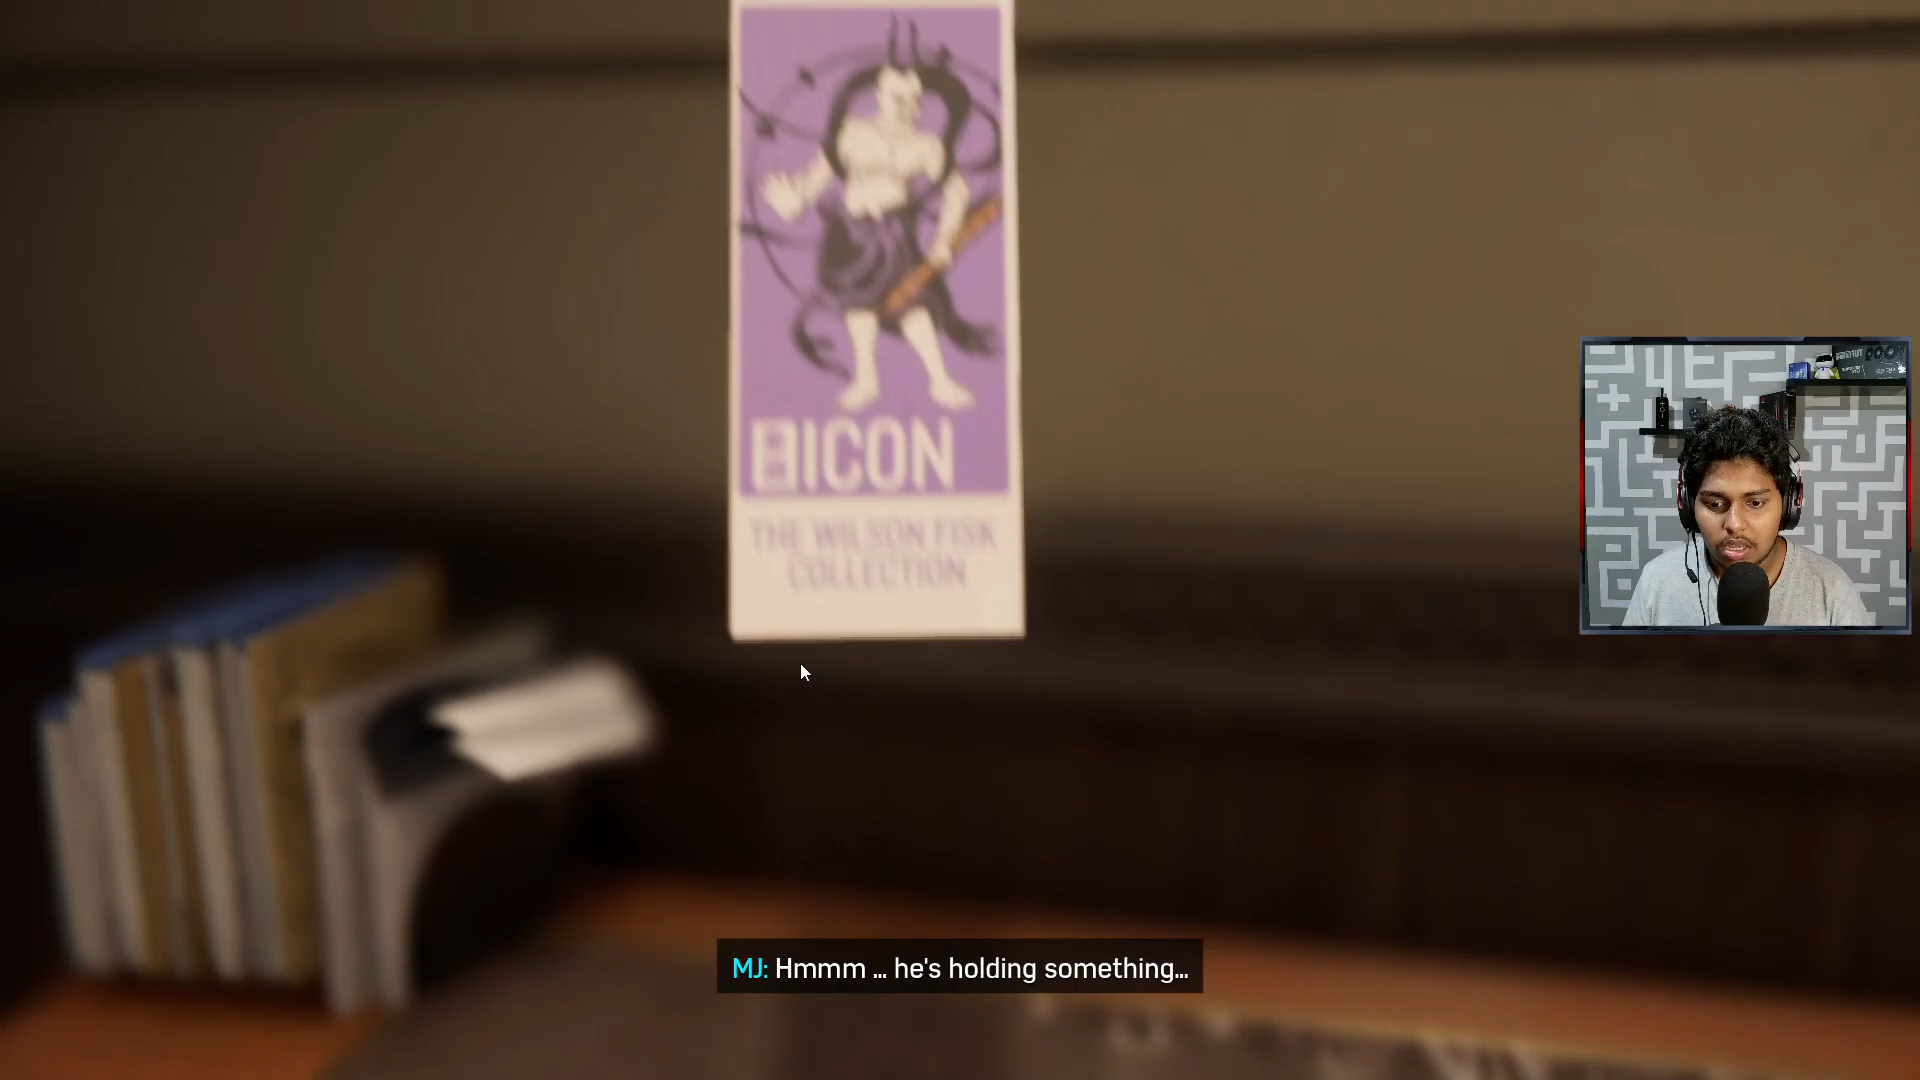 ICON
THE WILSON FISK
COLLECTION
MJ: Hmmm ... he's holding something...